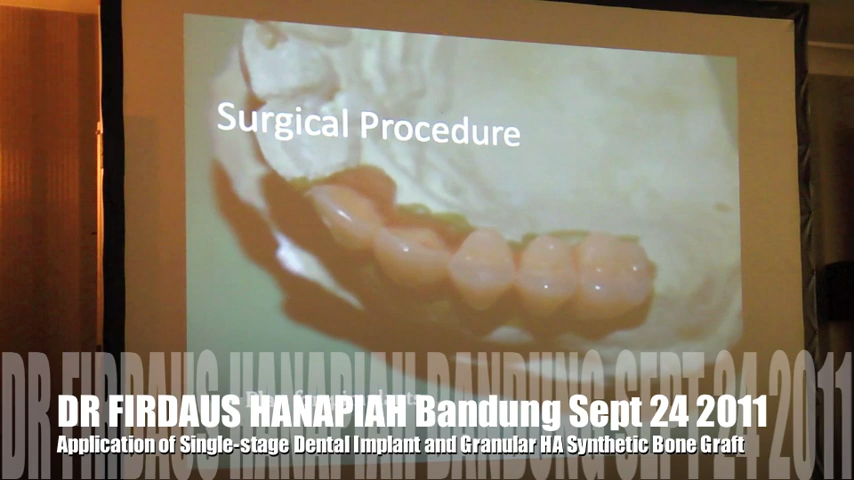 Surgical Procedure
DR FIRDAUS HANAPIAH BANDUNG SEPT 24 2011
DR FIRDAUS HANAPIAH Bandung Sept 24 2011
Application of Single-stage Dental Implant and Granular HA Synthetic Bone Graft